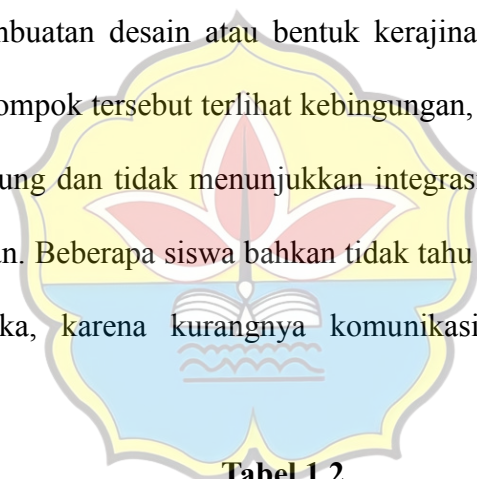 mbuatan desain atau bentuk kerajina
ompok tersebut terlihat kebingungan,
ung dan tidak menunjukkan integras
an. Beberapa siswa bahkan tidak tahu
ka, karena kurangnya komunikasi
Tabel 1.2